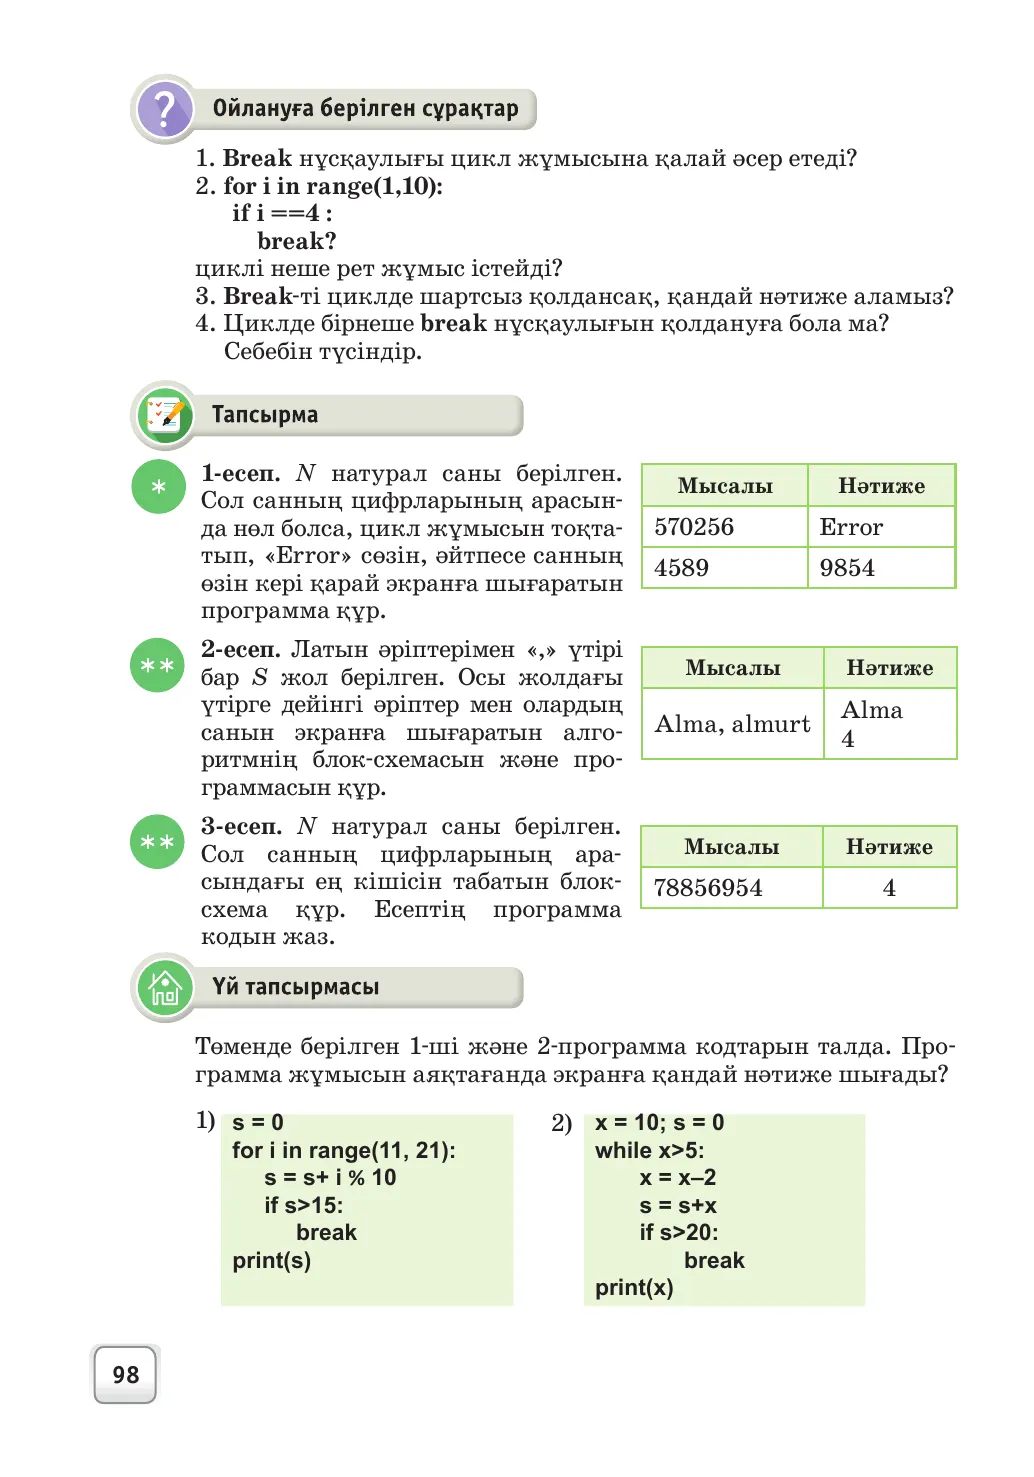 Ойлануға берілген сұрақтар
1. Break нұсқаулығы цикл жұмысына қалай әсер етеді?
2. for i in range(1,10):
if i ==4 :
break?
циклі неше рет жұмыс істейді?
3. Break-ті циклде шартсыз қолдансақ, қандай нәтиже аламыз?
4. Циклде бірнеше break нұсқаулығын қолдануға бола ма?
Себебін түсіндір.
Тапсырма
1-есеп. N натурал саны берілген.
Сол санның цифрларының арасын-
да нөл болса, цикл жұмысын тоқта-
тып, «Error» сөзін, әйтпесе санның
өзін кері қарай экранға шығаратын
программа құр.
Мысалы Нәтиже
570256 Error
4589 9854
2-есеп. Латын әріптерімен «,» үтірі
бар S жол берілген. Осы жолдағы
үтірге дейінгі әріптер мен олардың
санын экранға шығаратын алго-
ритмнің блок-схемасын және про-
граммасын құр.
Мысалы Нәтиже
Alma, almurt Alma
4
3-есеп. N натурал саны берілген.
Сол санның цифрларының ара-
сындағы ең кішісін табатын блок-
схема құр. Есептің программа
кодын жаз.
Мысалы Нәтиже
78856954 4
Үй тапсырмасы
Төменде берілген 1-ші және 2-программа кодтарын талда. Про-
грамма жұмысын аяқтағанда экранға қандай нәтиже шығады?
1)
s = 0
for i in range(11, 21):
s = s+ i % 10
if s>15:
break
print(s)
2)
x = 10; s = 0
while x>5:
x = x–2
s = s+x
if s>20:
break
print(x)
98